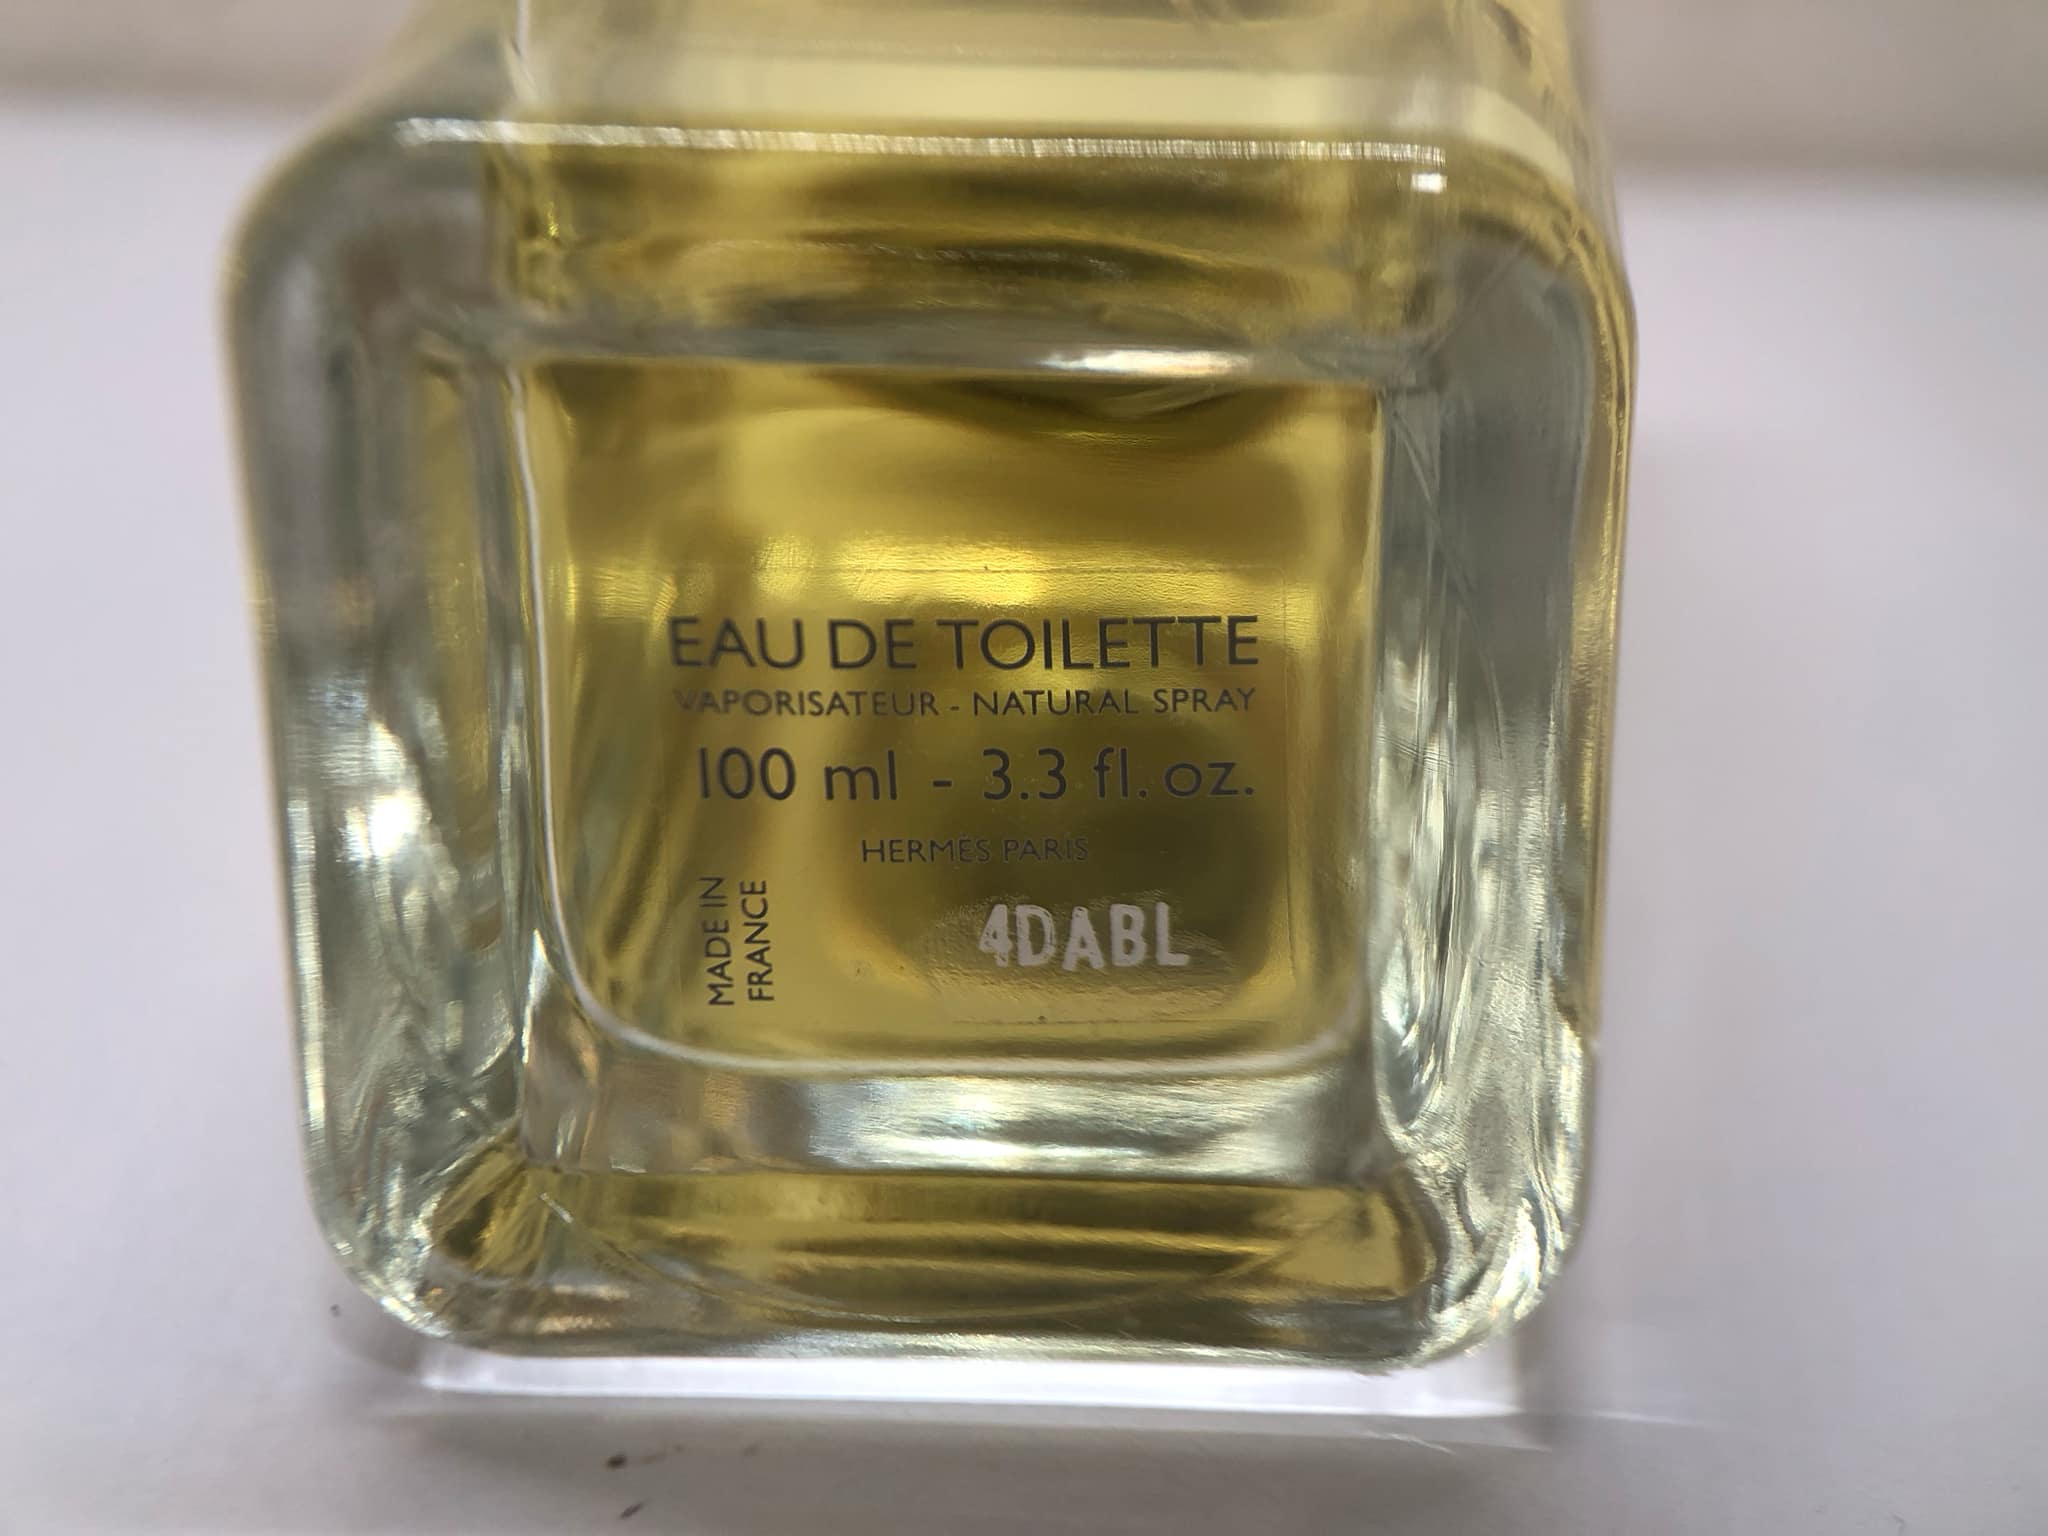 EAU DE TOILETTE
VAPORISATEUR - NATURAL SPRAY
100 ml - 3.3 fl. oz.
HERMÈS PARIS
MADE IN
FRANCE
4DABL